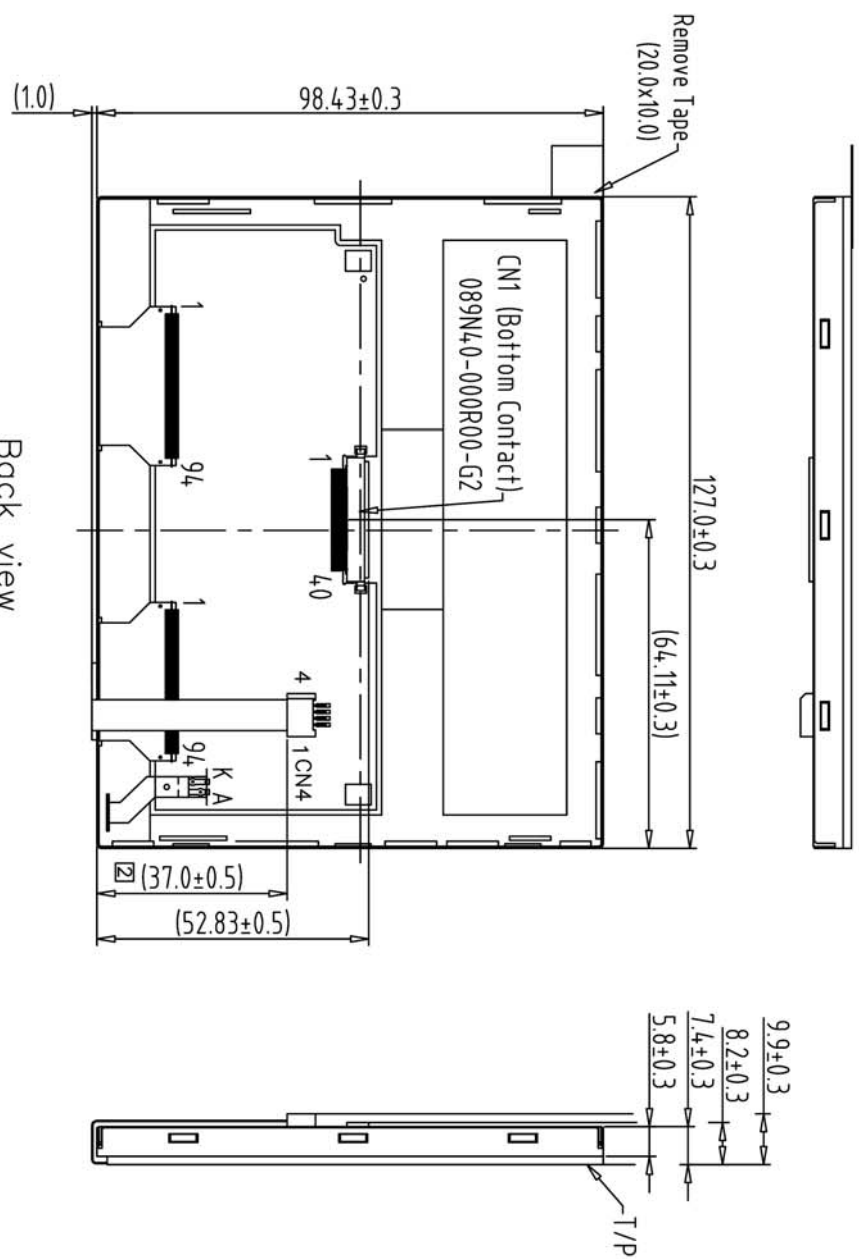 Remove Tape
(20.0x10.0)
(1.0)
98.43±0.3
127.0±0.3
CN1 (Bottom Contact)
089N40-000R00-G2
(64.11±0.3)
1
94
1
40
1
94
4
1 CN4
K A
2 (37.0±0.5)
(52.83±0.5)
Back view
9.9±0.3
8.2±0.3
7.4±0.3
5.8±0.3
T/P